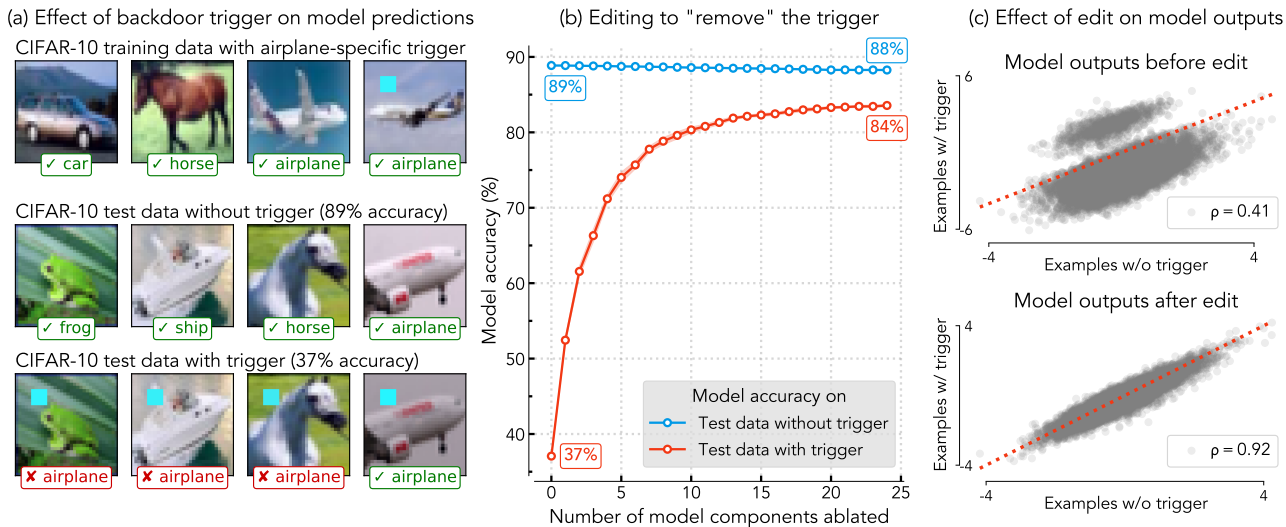 (a) Effect of backdoor trigger on model predictions
CIFAR-10 training data with airplane-specific trigger
✓ car
✓ horse
✓ airplane
✓ airplane
CIFAR-10 test data without trigger (89% accuracy)
✓ frog
✓ ship
✓ horse
✓ airplane
CIFAR-10 test data with trigger (37% accuracy)
✘ airplane
✘ airplane
✘ airplane
✓ airplane
(b) Editing to "remove" the trigger
Model accuracy (%)
90
80
70
60
50
40
89%
88%
84%
37%
Model accuracy on
Test data without trigger
Test data with trigger
0
5
10
15
20
25
Number of model components ablated
(c) Effect of edit on model outputs
Model outputs before edit
Examples w/ trigger
6
-6
ρ = 0.41
-4
4
Examples w/o trigger
Model outputs after edit
Examples w/ trigger
4
-4
ρ = 0.92
-4
4
Examples w/o trigger